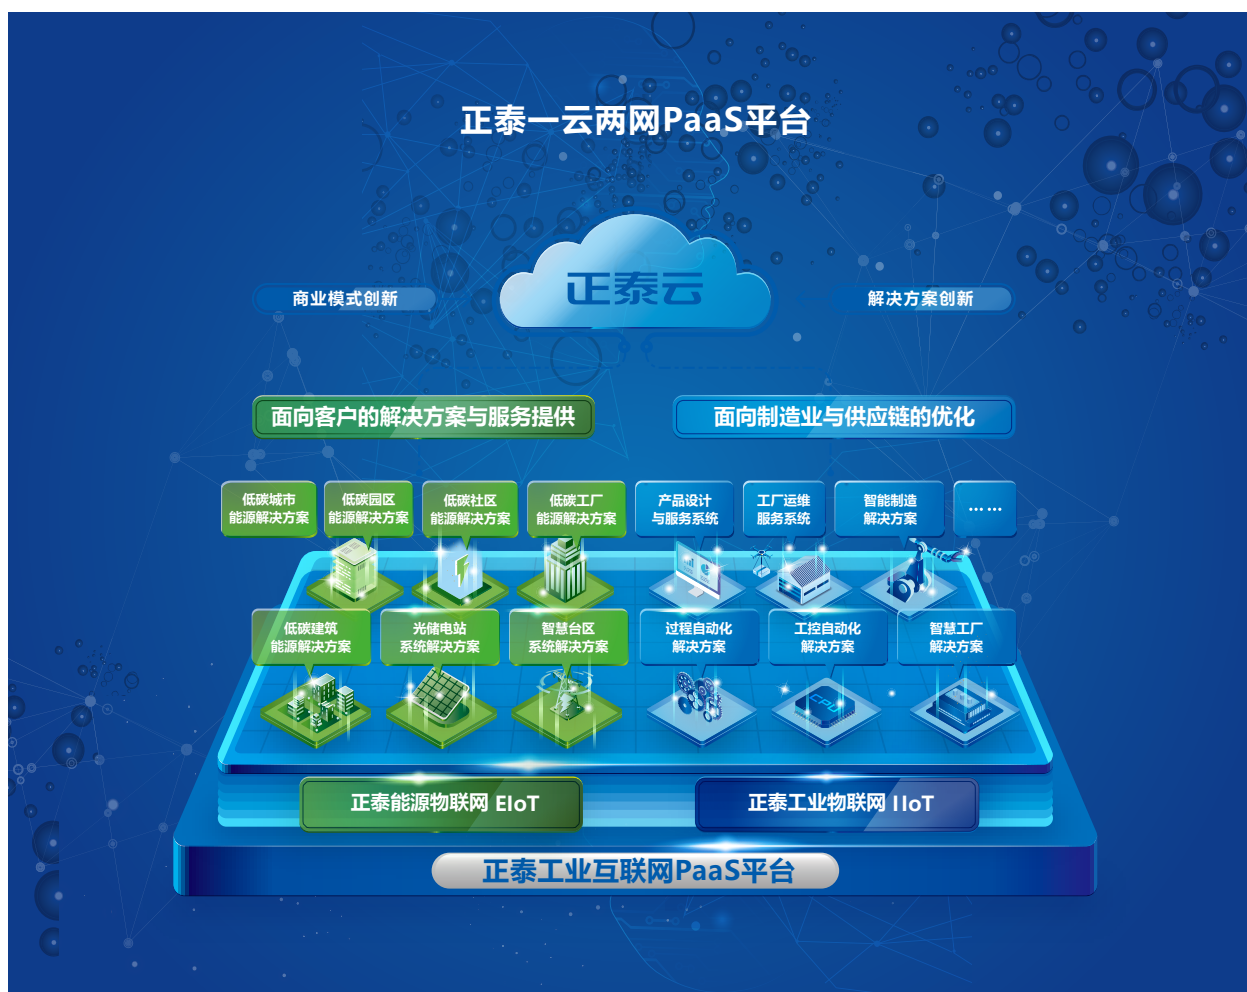 正泰一云两网PaaS平台
正泰云
商业模式创新
解决方案创新
面向客户的解决方案与服务提供
面向制造业与供应链的优化
低碳城市
能源解决方案
低碳园区
能源解决方案
低碳社区
能源解决方案
低碳工厂
能源解决方案
产品设计
与服务系统
工厂运维
服务系统
智能制造
解决方案
……
低碳建筑
能源解决方案
光储电站
系统解决方案
智慧台区
系统解决方案
过程自动化
解决方案
工控自动化
解决方案
智慧工厂
解决方案
CPU
正泰能源物联网 EIoT
正泰工业物联网 IIoT
正泰工业互联网PaaS平台